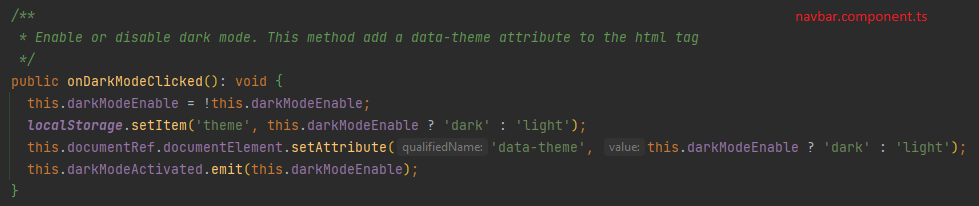 /**
navbar.component.ts
* Enable or disable dark mode. This method add a data-theme attribute to the html tag
*/
public onDarkModeClicked(): void {
this.darkModeEnable = !this.darkModeEnable;
localStorage.setItem('theme', this.darkModeEnable ? 'dark' : 'light');
this.documentRef.documentElement.setAttribute( qualifiedName: 'data-theme', value: this.darkModeEnable ? 'dark' : 'light');
this.darkModeActivated.emit(this.darkModeEnable);
}